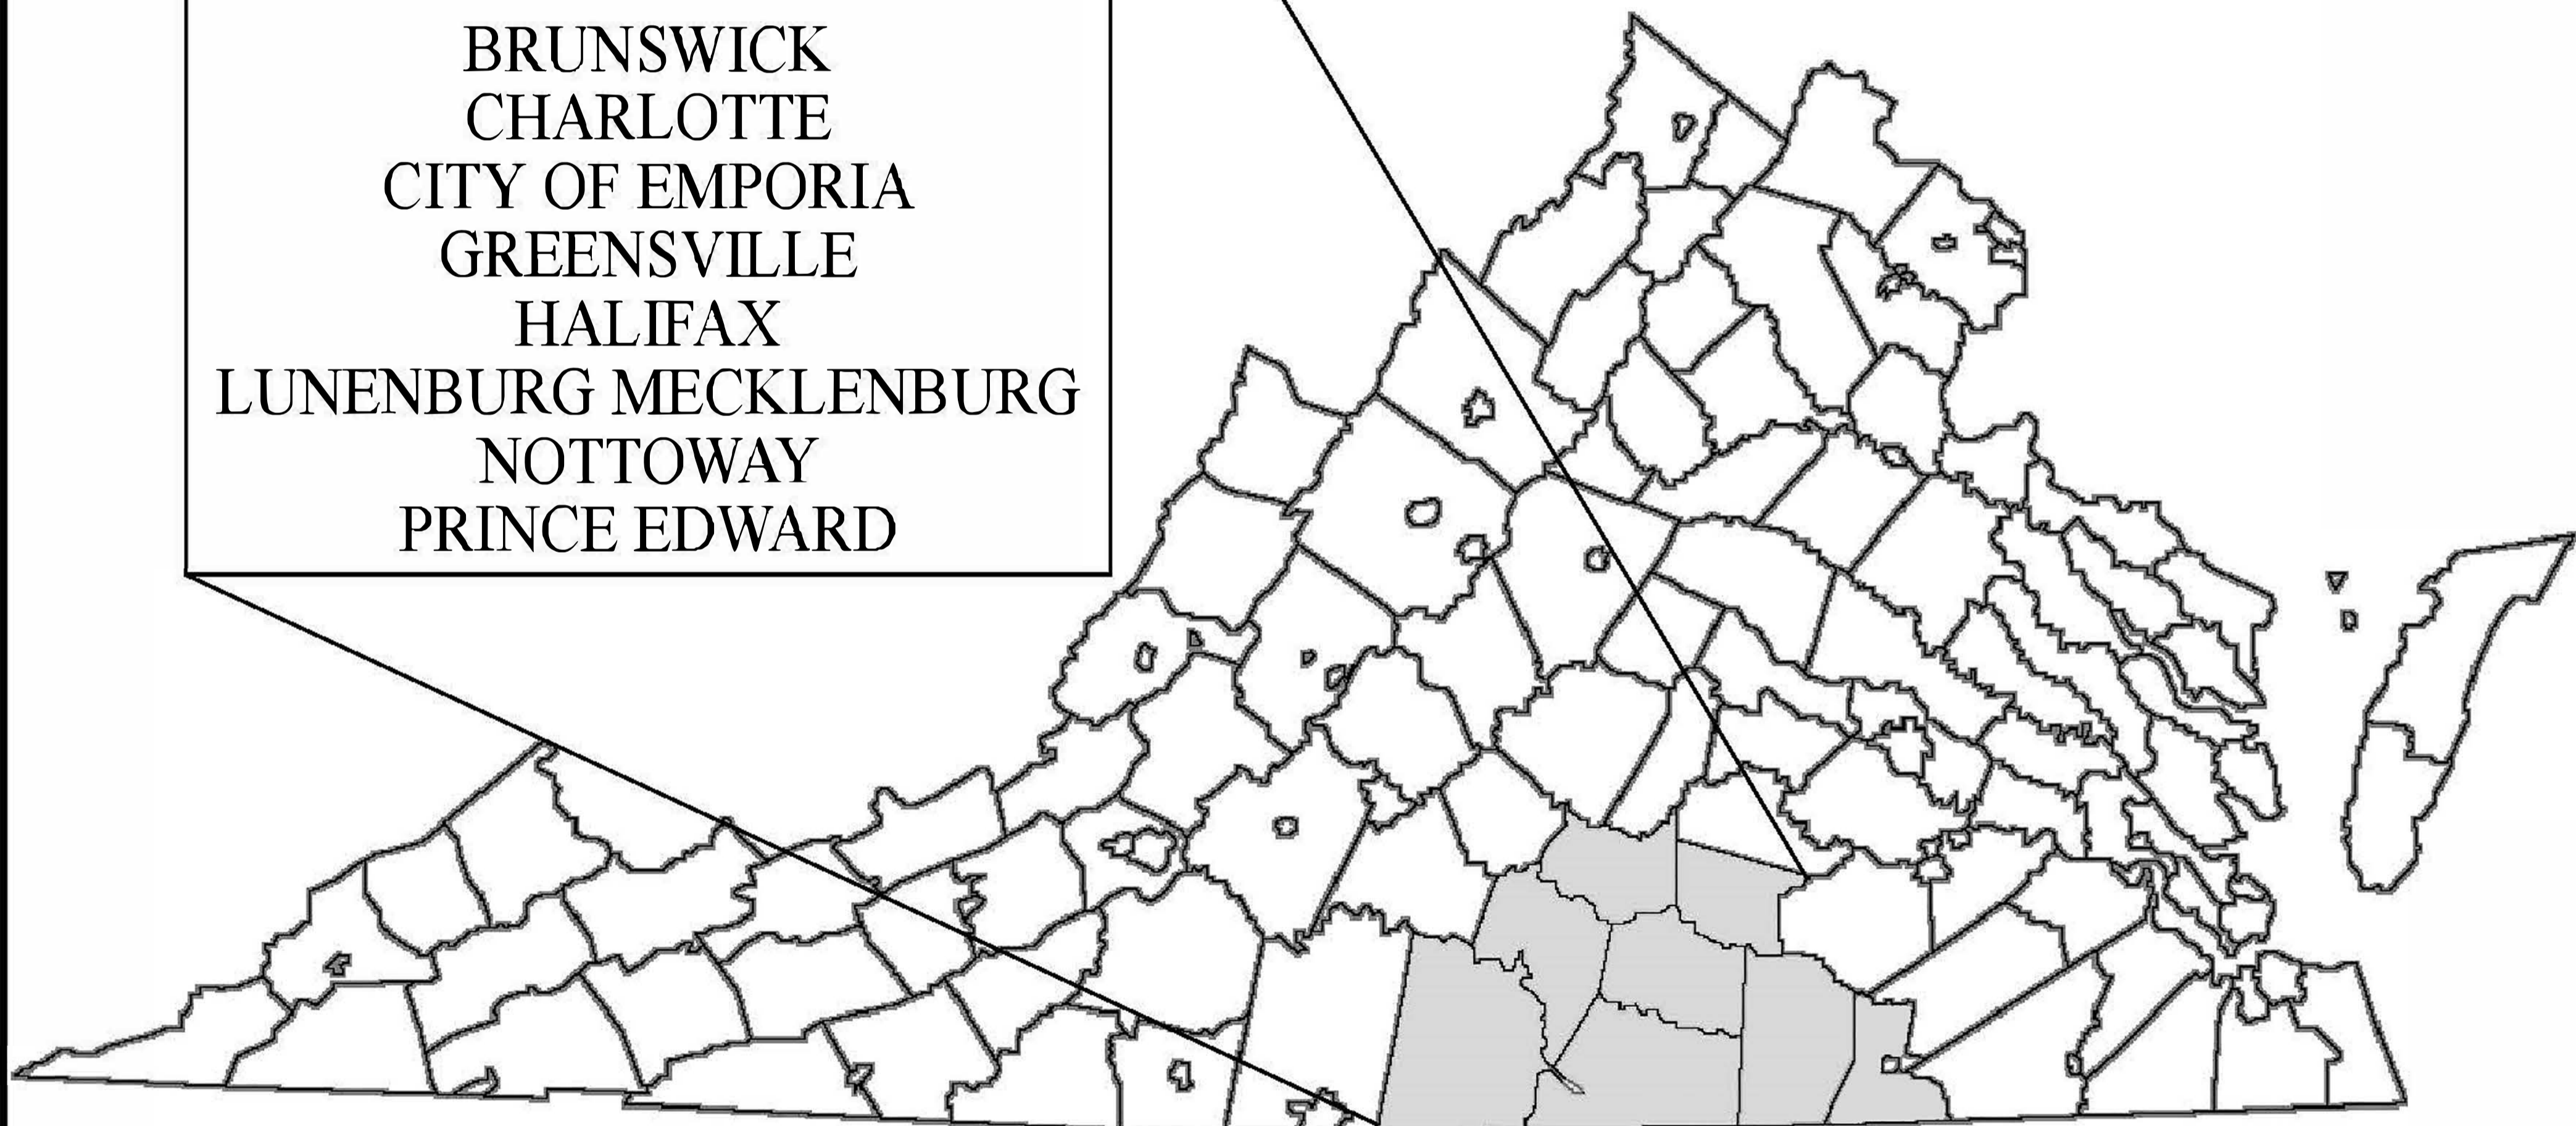 BRUNSWICK
CHARLOTTE
CITY OF EMPORIA
GREENSVILLE
HALIFAX
LUNENBURG MECKLENBURG
NOTTOWAY
PRINCE EDWARD